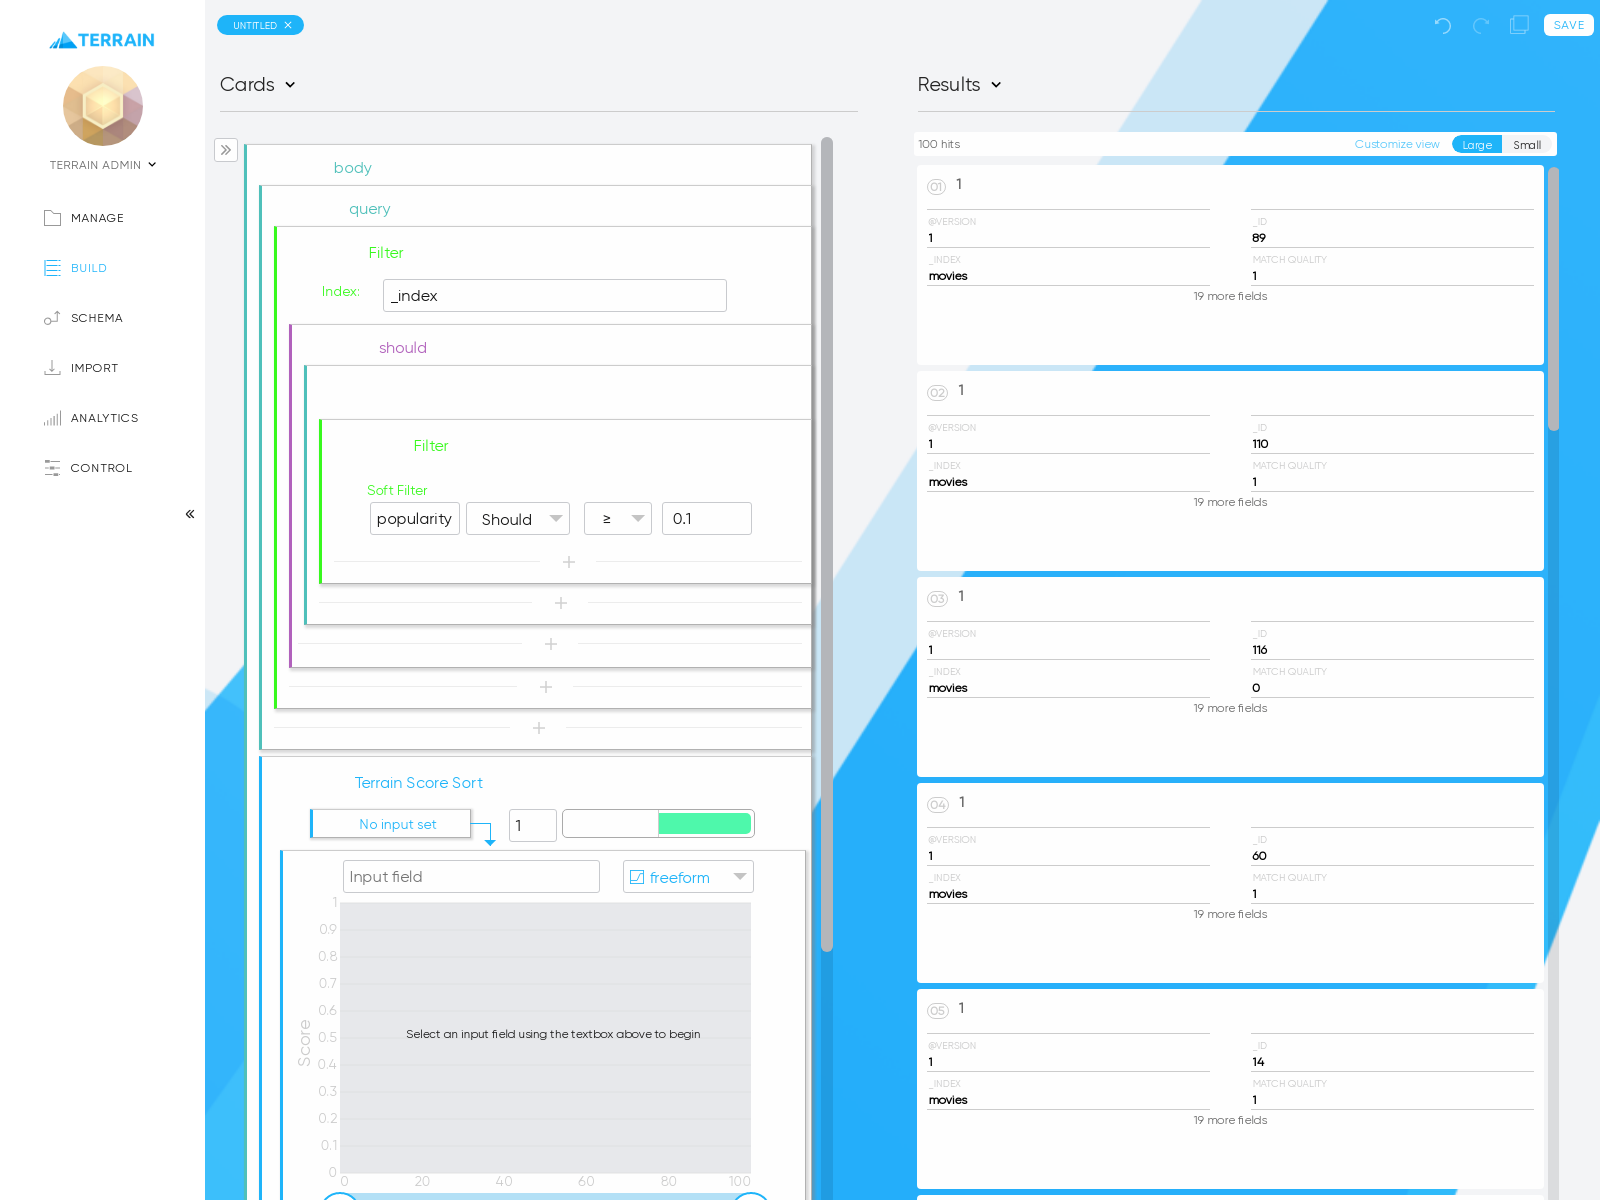 TERRAIN
TERRAIN ADMIN
MANAGE
BUILD
SCHEMA
IMPORT
ANALYTICS
CONTROL
UNTITLED
SAVE
Cards
body
query
Filter
Index: _index
should
Filter
Soft Filter
popularity Should ≥ 0.1
Terrain Score Sort
No input set 1
Input field freeform
1
0.9
0.8
0.7
0.6
0.5
0.4
0.3
0.2
0.1
0
Score
Select an input field using the textbox above to begin
0 20 40 60 80 100
Results
100 hits Customize view Large Small
01 1
@VERSION _ID
1 89
_INDEX MATCH QUALITY
movies 1
19 more fields
02 1
@VERSION _ID
1 110
_INDEX MATCH QUALITY
movies 1
19 more fields
03 1
@VERSION _ID
1 116
_INDEX MATCH QUALITY
movies 0
19 more fields
04 1
@VERSION _ID
1 60
_INDEX MATCH QUALITY
movies 1
19 more fields
05 1
@VERSION _ID
1 14
_INDEX MATCH QUALITY
movies 1
19 more fields